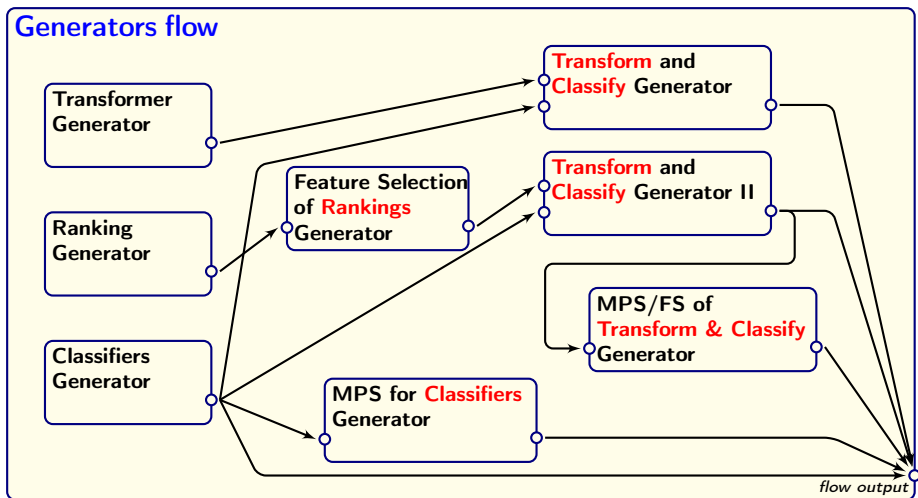 Generators flow
Transformer
Generator
Transform and
Classify Generator
Ranking
Generator
Feature Selection
of Rankings
Generator
Transform and
Classify Generator II
MPS/FS of
Transform & Classify
Generator
Classifiers
Generator
MPS for Classifiers
Generator
flow output